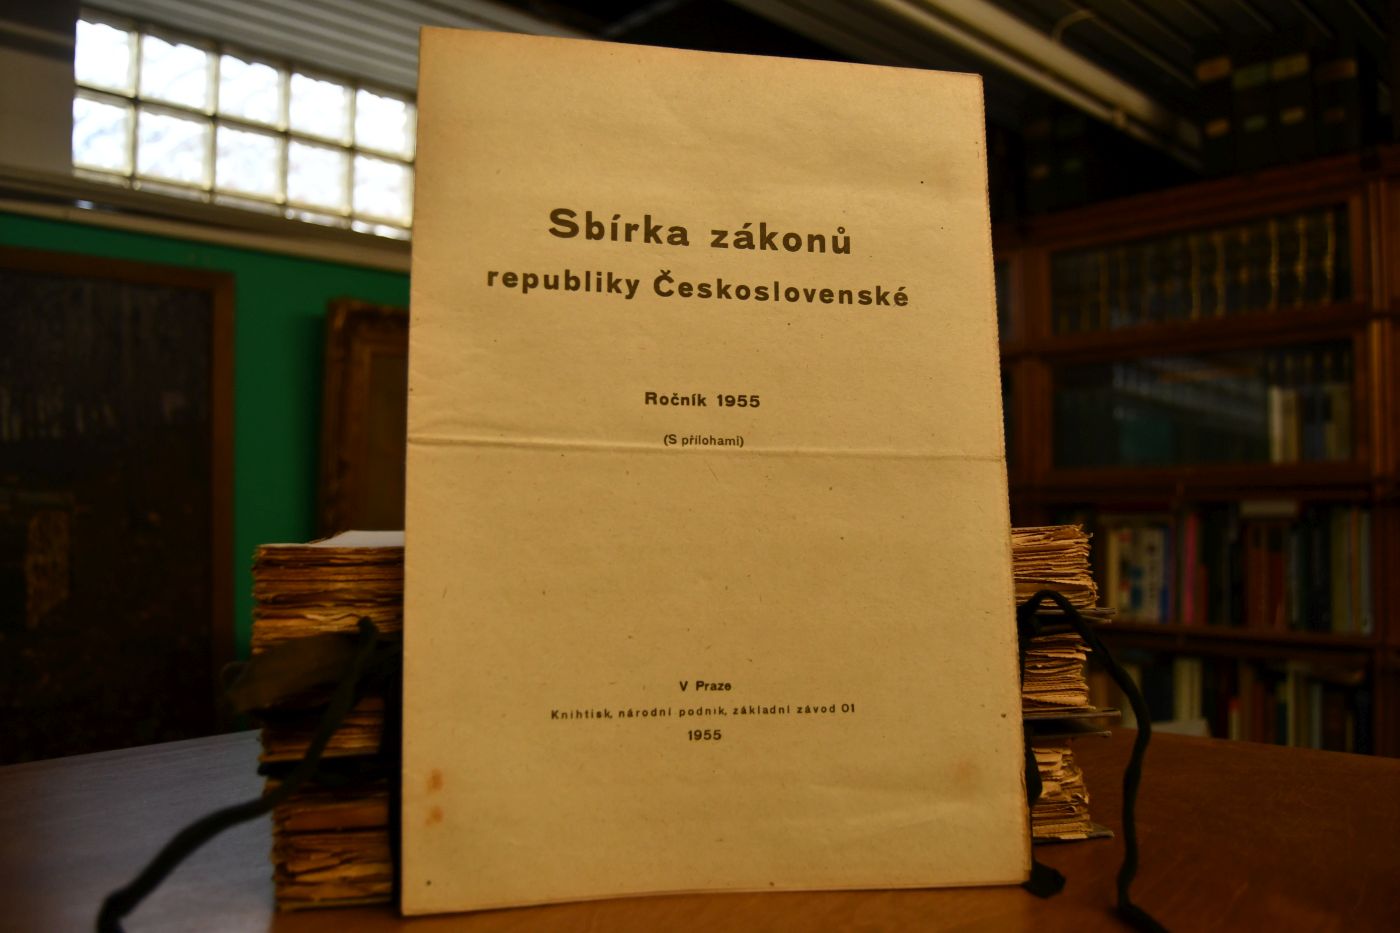 Sbírka zákonů
republiky Československé
Ročník 1955
(S přílohami)
V Praze
Knihtisk, národní podnik, základní závod 01
1955